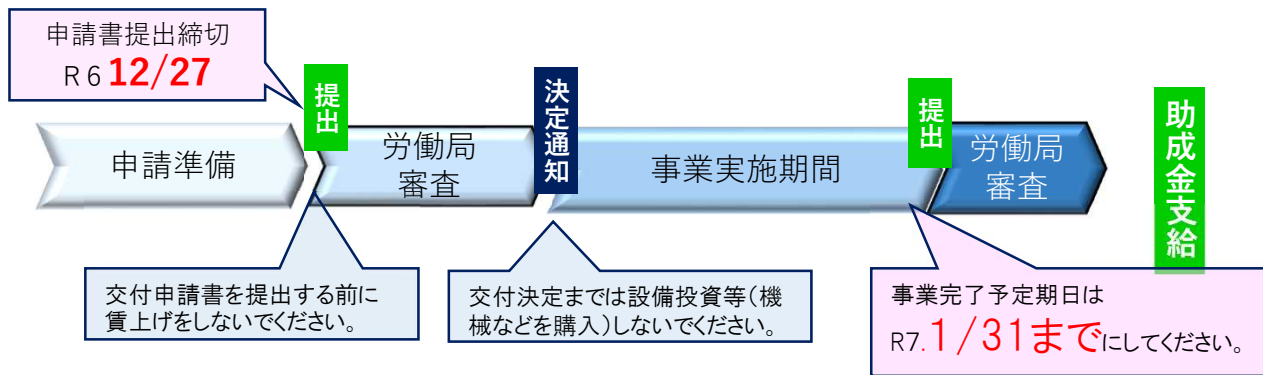 申請書提出締切
R6 12/27
申請準備
提出
労働局
審査
決定通知
事業実施期間
提出
労働局
審査
助成金支給
交付申請書を提出する前に
賃上げをしないでください。
交付決定までは設備投資等(機
械などを購入)しないでください。
事業完了予定期日は
R7.1/31までにしてください。